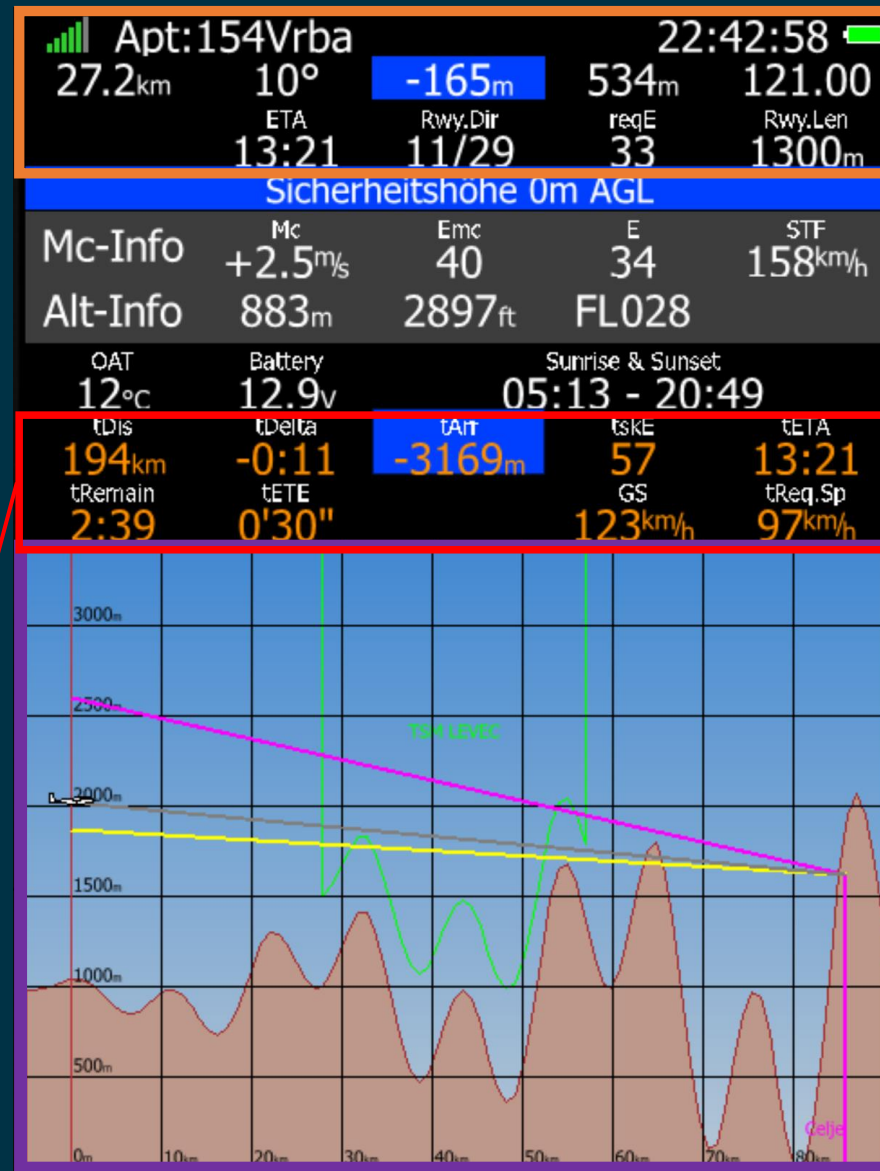 Apt:154Vrba 22:42:58
27.2km 10° -165m 534m 121.00
ETA Rwy.Dir reqE Rwy.Len
13:21 11/29 33 1300m
Sicherheitshöhe 0m AGL
Mc Emc E STF
Mc-Info +2.5m/s 40 34 158km/h
Alt-Info 883m 2897ft FL028
OAT Battery Sunrise & Sunset
12°C 12.9V 05:13 - 20:49
tDis tDelta tArr tskE tETA
194km -0:11 -3169m 57 13:21
tRemain tETE GS tReq.Sp
2:39 0'30" 123km/h 97km/h
3000m
2500m
TSM LEVEC
2000m
1500m
1000m
500m
Celje
0m 10km 20km 30km 40km 50km 60km 70km 80km